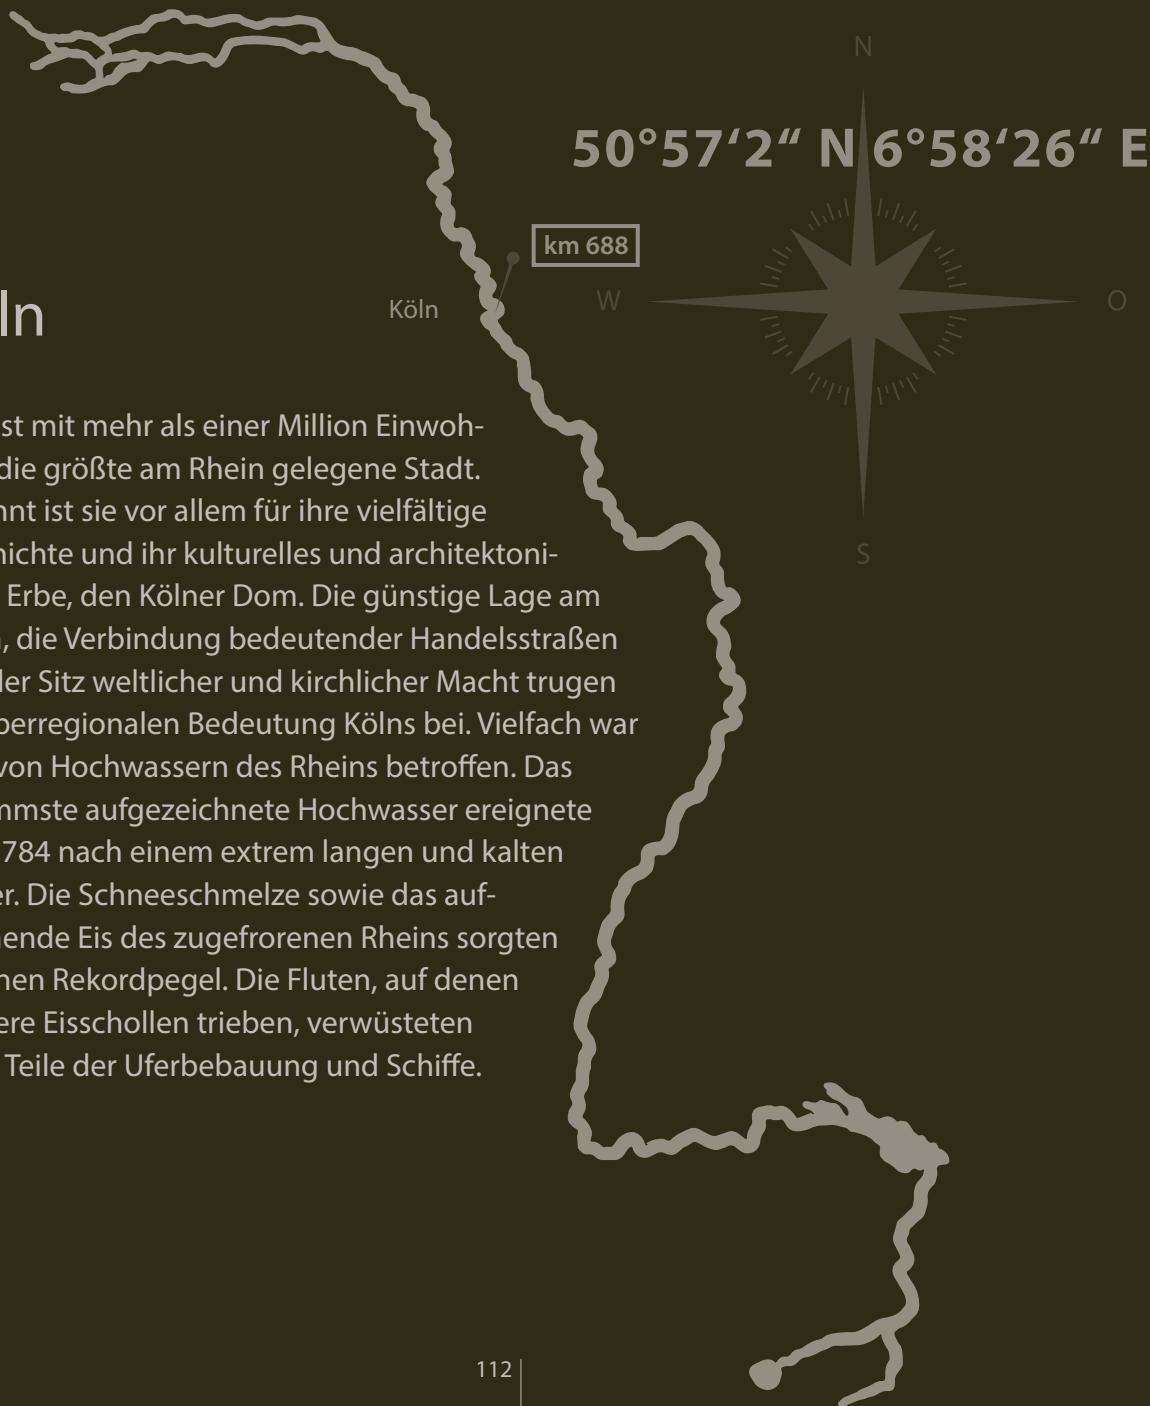 N
50°57‘2“ N 6°58‘26“ E
km 688
W
O
Köln
ln
st mit mehr als einer Million Einwoh-
die größte am Rhein gelegene Stadt.
nnt ist sie vor allem für ihre vielfältige
hichte und ihr kulturelles und architektoni-
Erbe, den Kölner Dom. Die günstige Lage am
, die Verbindung bedeutender Handelsstraßen
der Sitz weltlicher und kirchlicher Macht trugen
berregionalen Bedeutung Kölns bei. Vielfach war
von Hochwassern des Rheins betroffen. Das
mmste aufgezeichnete Hochwasser ereignete
784 nach einem extrem langen und kalten
er. Die Schneeschmelze sowie das auf-
hende Eis des zugefrorenen Rheins sorgten
nen Rekordpegel. Die Fluten, auf denen
ere Eisschollen trieben, verwüsteten
Teile der Uferbebauung und Schiffe.
S
112